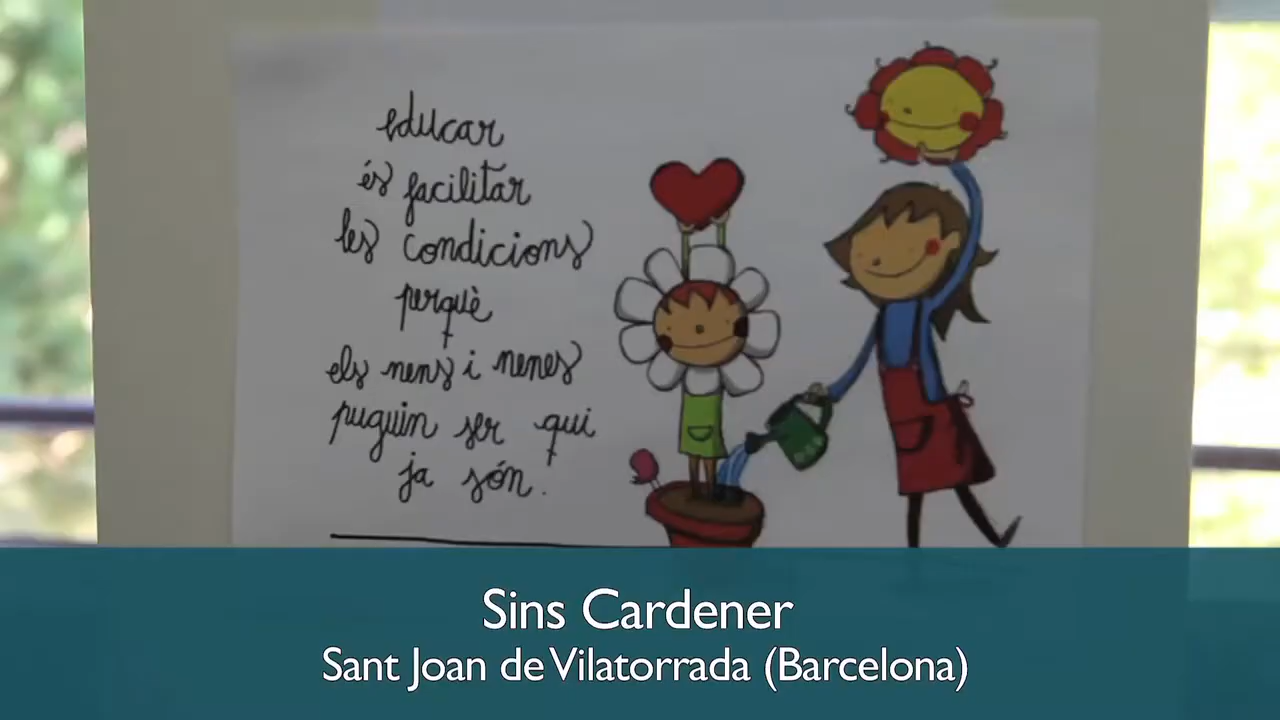 educar
és facilitar
les condicions
perquè
els nens i nenes
puguin ser qui
ja són.
Sins Cardener
Sant Joan de Vilatorrada (Barcelona)